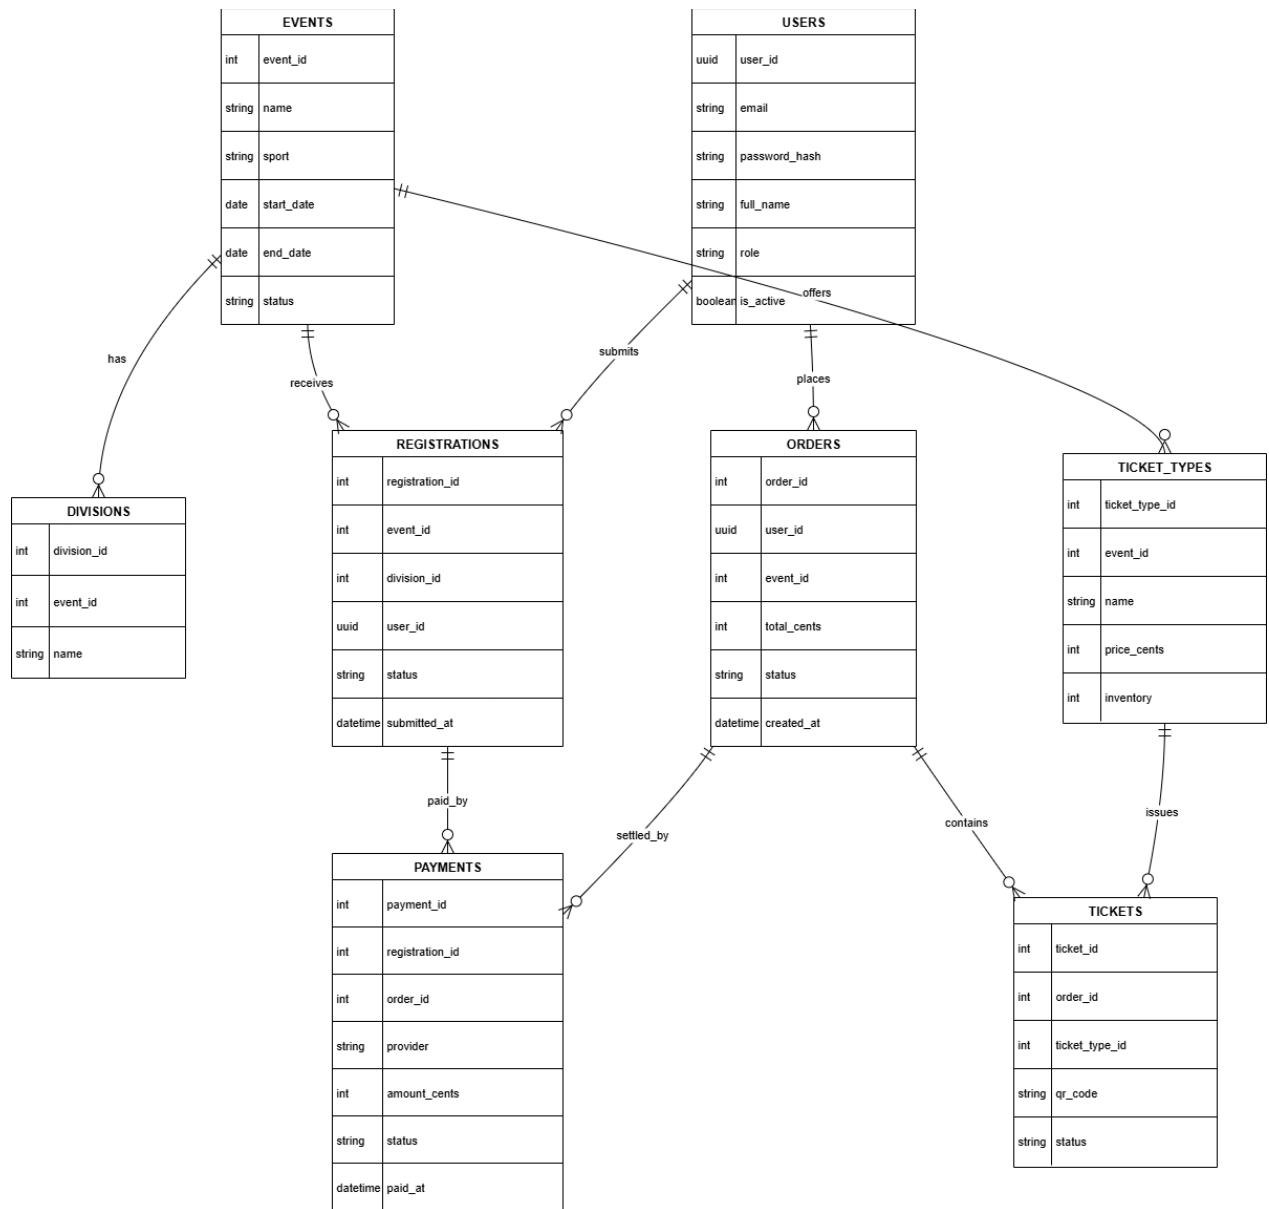 EVENTS
int event_id
string name
string sport
date start_date
date end_date
string status
USERS
uuid user_id
string email
string password_hash
string full_name
string role
boolean is_active
offers
has
receives
submits
places
DIVISIONS
int division_id
int event_id
string name
REGISTRATIONS
int registration_id
int event_id
int division_id
uuid user_id
string status
datetime submitted_at
ORDERS
int order_id
uuid user_id
int event_id
int total_cents
string status
datetime created_at
TICKET_TYPES
int ticket_type_id
int event_id
string name
int price_cents
int inventory
paid_by
settled_by
contains
issues
PAYMENTS
int payment_id
int registration_id
int order_id
string provider
int amount_cents
string status
datetime paid_at
TICKETS
int ticket_id
int order_id
int ticket_type_id
string qr_code
string status